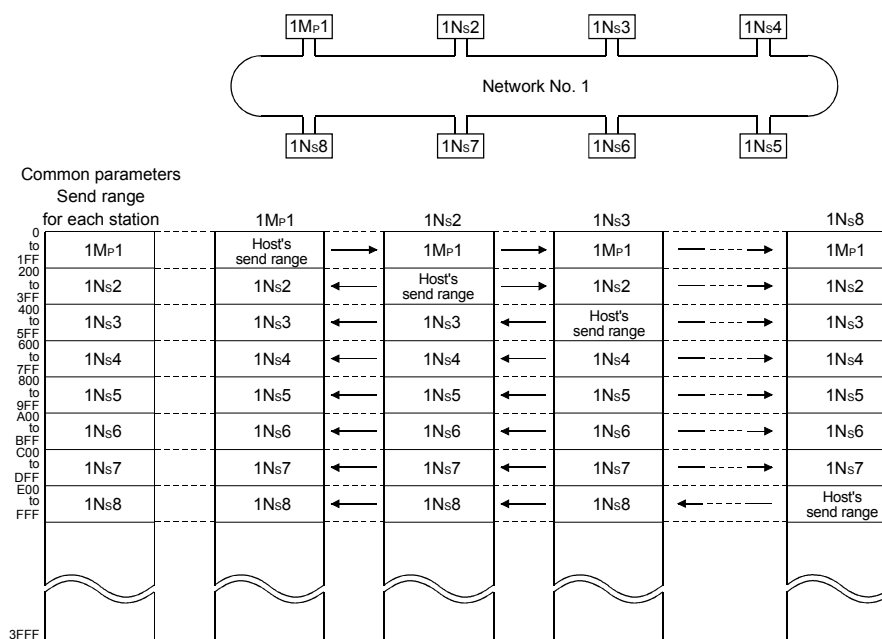 1MP1 1NS2 1NS3 1NS4
Network No. 1
1NS8 1NS7 1NS6 1NS5
Common parameters
Send range
for each station
1MP1 1NS2 1NS3 1NS8
0
to
1FF
1MP1
Host's
send range
1MP1
1MP1
1MP1
200
to
3FF
1NS2
1NS2
Host's
send range
1NS2
1NS2
400
to
5FF
1NS3
1NS3
1NS3
Host's
send range
1NS3
600
to
7FF
1NS4 1NS4 1NS4 1NS4 1NS4
800
to
9FF
1NS5 1NS5 1NS5 1NS5 1NS5
A00
to
BFF
1NS6 1NS6 1NS6 1NS6 1NS6
C00
to
DFF
1NS7 1NS7 1NS7 1NS7 1NS7
E00
to
FFF
1NS8 1NS8 1NS8 1NS8
Host's
send range
3FFF